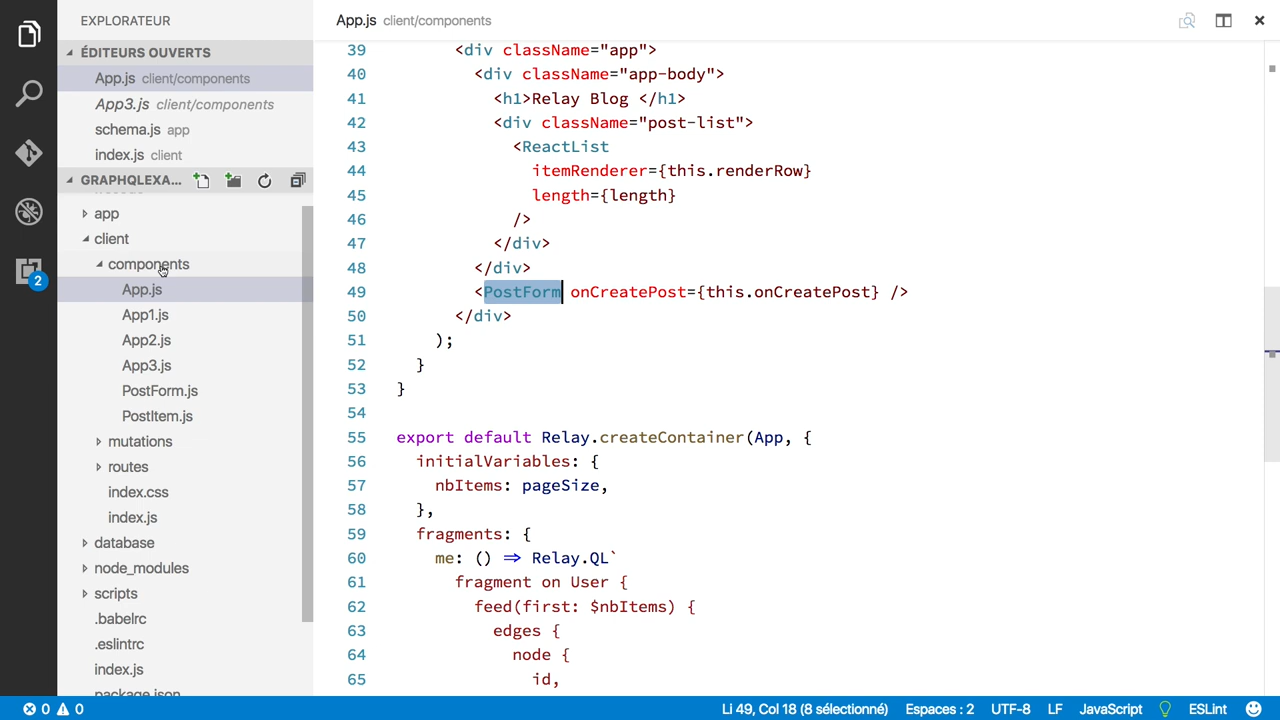 EXPLORATEUR
ÉDITEURS OUVERTS
App.js client/components
App3.js client/components
schema.js app
index.js client
GRAPHQLEXA...
app
client
components
App.js
App1.js
App2.js
App3.js
PostForm.js
PostItem.js
mutations
routes
index.css
index.js
database
node_modules
scripts
.babelrc
.eslintrc
index.js
package.json
2
App.js client/components
39 <div className="app">
40 <div className="app-body">
41 <h1>Relay Blog </h1>
42 <div className="post-list">
43 <ReactList
44 itemRenderer={this.renderRow}
45 length={length}
46 />
47 </div>
48 </div>
49 <PostForm onCreatePost={this.onCreatePost} />
50 </div>
51 );
52 }
53 }
54
55 export default Relay.createContainer(App, {
56 initialVariables: {
57 nbItems: pageSize,
58 },
59 fragments: {
60 me: () => Relay.QL`
61 fragment on User {
62 feed(first: $nbItems) {
63 edges {
64 node {
65 id,
0 0 Li 49, Col 18 (8 sélectionné) Espaces : 2 UTF-8 LF JavaScript ESLint